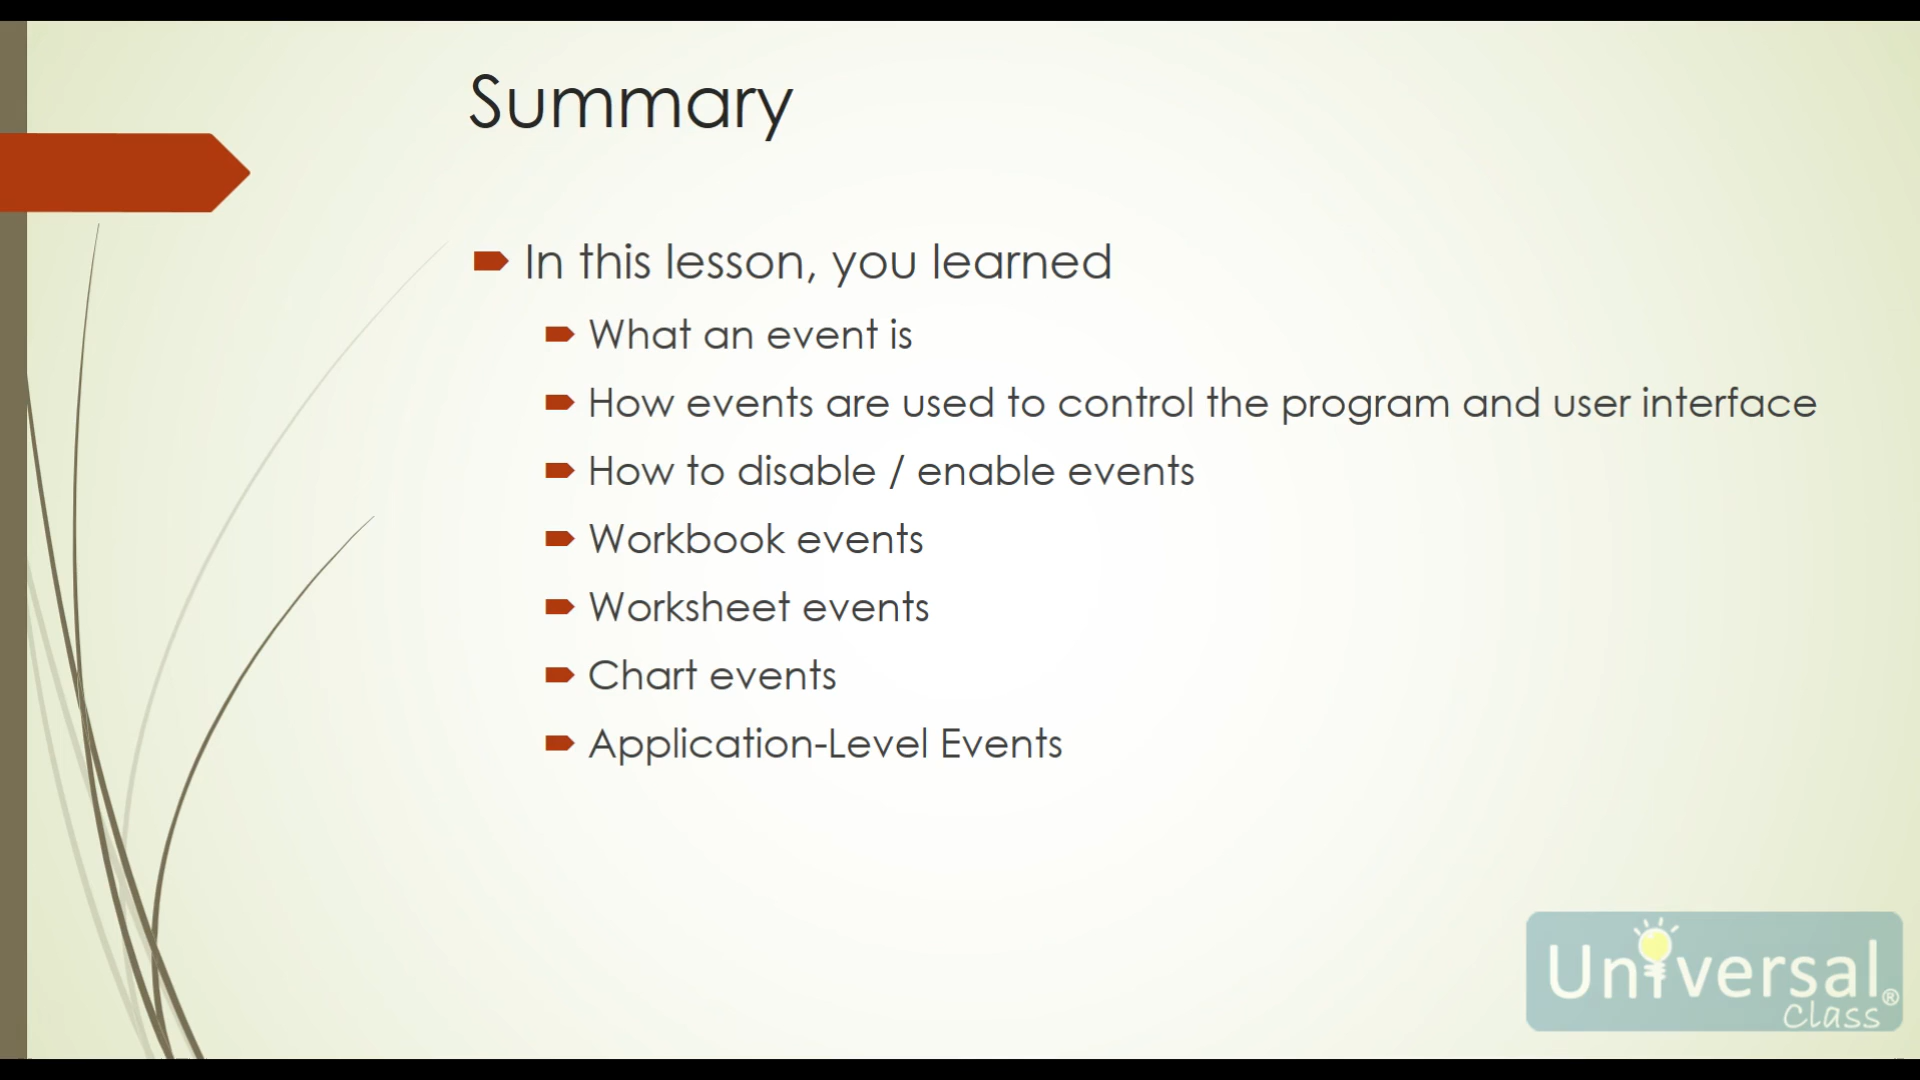 Summary
In this lesson, you learned
What an event is
How events are used to control the program and user interface
How to disable / enable events
Workbook events
Worksheet events
Chart events
Application-Level Events
Universal®
Class